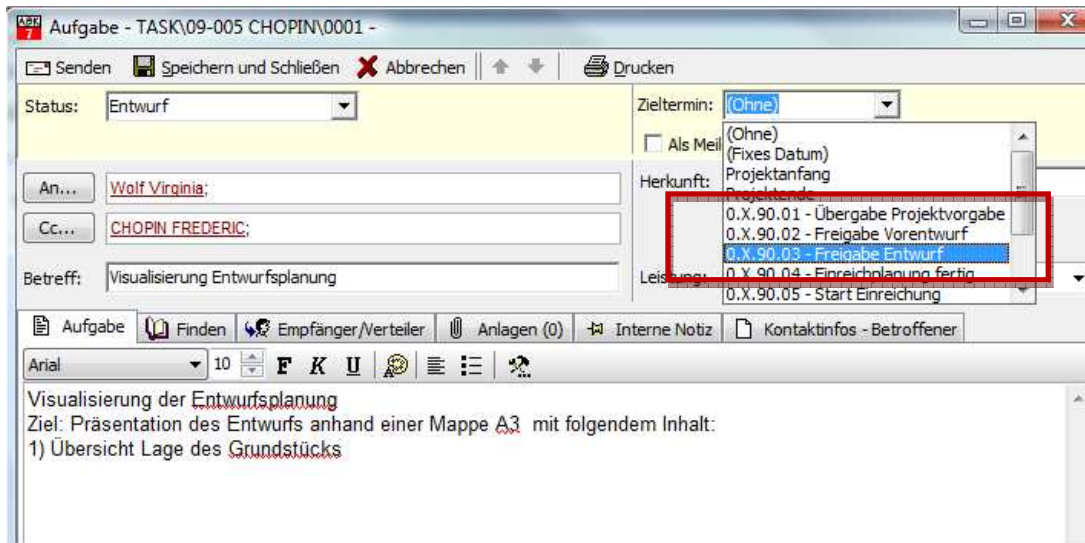 ABK 7 Aufgabe - TASK\09-005 CHOPIN\0001 -
Senden Speichern und Schließen Abbrechen Drucken
Status: Entwurf Zieltermin: (Ohne)
Als Meil
(Ohne)
(Fixes Datum)
Projektanfang
Projektende
0.X.90.01 - Übergabe Projektvorgabe
0.X.90.02 - Freigabe Vorentwurf
0.X.90.03 - Freigabe Entwurf
0.X.90.04 - Einreichplanung fertig
0.X.90.05 - Start Einreichung
An... Wolf Virginia; Herkunft:
Cc... CHOPIN FREDERIC;
Betreff: Visualisierung Entwurfsplanung Leistung:
Aufgabe Finden Empfänger/Verteiler Anlagen (0) Interne Notiz Kontaktinfos - Betroffener
Arial 10 F K U
Visualisierung der Entwurfsplanung
Ziel: Präsentation des Entwurfs anhand einer Mappe A3 mit folgendem Inhalt:
1) Übersicht Lage des Grundstücks